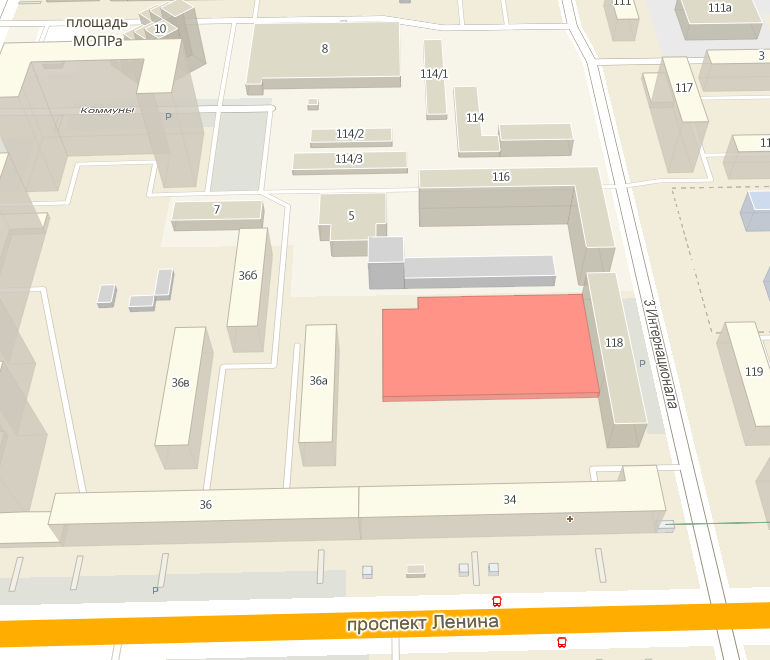 111
111а
площадь
МОПРа
10
8
3
114/1
117
Коммуны
Р
114
114/2
11
114/3
116
7
5
36б
3 Интернационала
118
Р
36в
36а
119
36
34
Р
проспект Ленина